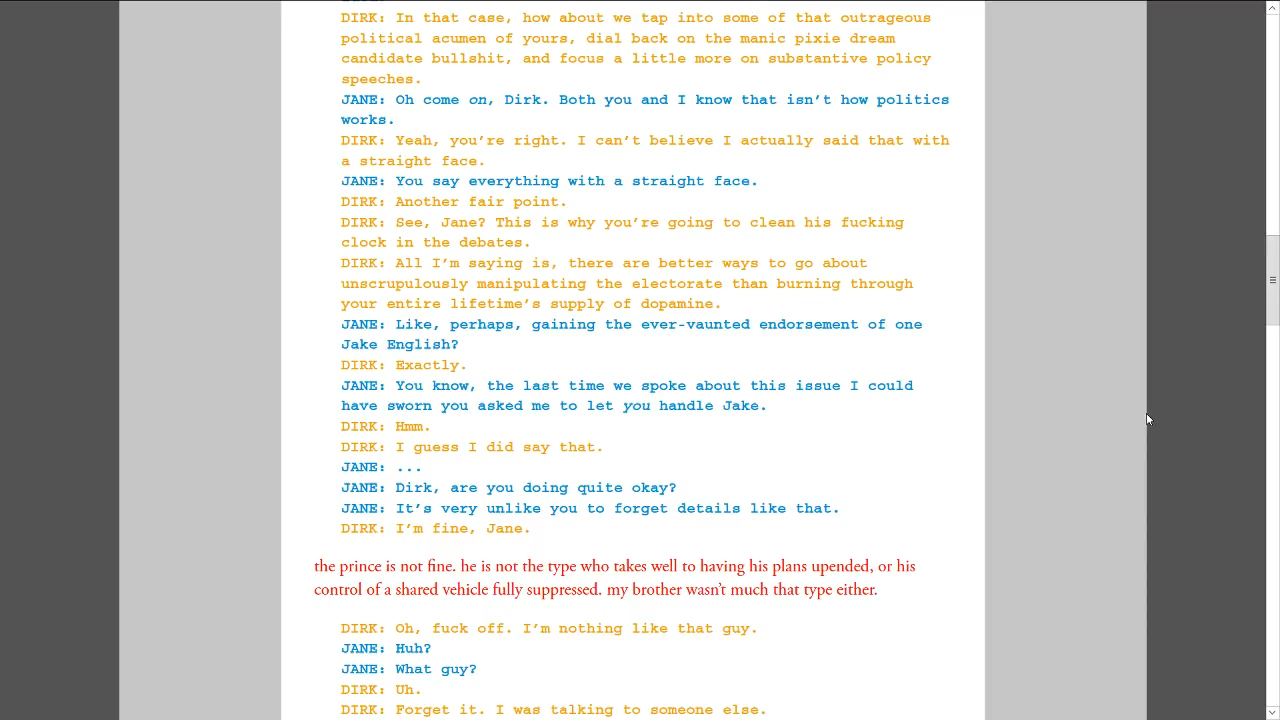 DIRK: In that case, how about we tap into some of that outrageous
political acumen of yours, dial back on the manic pixie dream
candidate bullshit, and focus a little more on substantive policy
speeches.
JANE: Oh come on, Dirk. Both you and I know that isn’t how politics
works.
DIRK: Yeah, you’re right. I can’t believe I actually said that with
a straight face.
JANE: You say everything with a straight face.
DIRK: Another fair point.
DIRK: See, Jane? This is why you’re going to clean his fucking
clock in the debates.
DIRK: All I’m saying is, there are better ways to go about
unscrupulously manipulating the electorate than burning through
your entire lifetime’s supply of dopamine.
JANE: Like, perhaps, gaining the ever-vaunted endorsement of one
Jake English?
DIRK: Exactly.
JANE: You know, the last time we spoke about this issue I could
have sworn you asked me to let you handle Jake.
DIRK: Hmm.
DIRK: I guess I did say that.
JANE: ...
JANE: Dirk, are you doing quite okay?
JANE: It’s very unlike you to forget details like that.
DIRK: I’m fine, Jane.
the prince is not fine. he is not the type who takes well to having his plans upended, or his
control of a shared vehicle fully suppressed. my brother wasn’t much that type either.
DIRK: Oh, fuck off. I’m nothing like that guy.
JANE: Huh?
JANE: What guy?
DIRK: Uh.
DIRK: Forget it. I was talking to someone else.